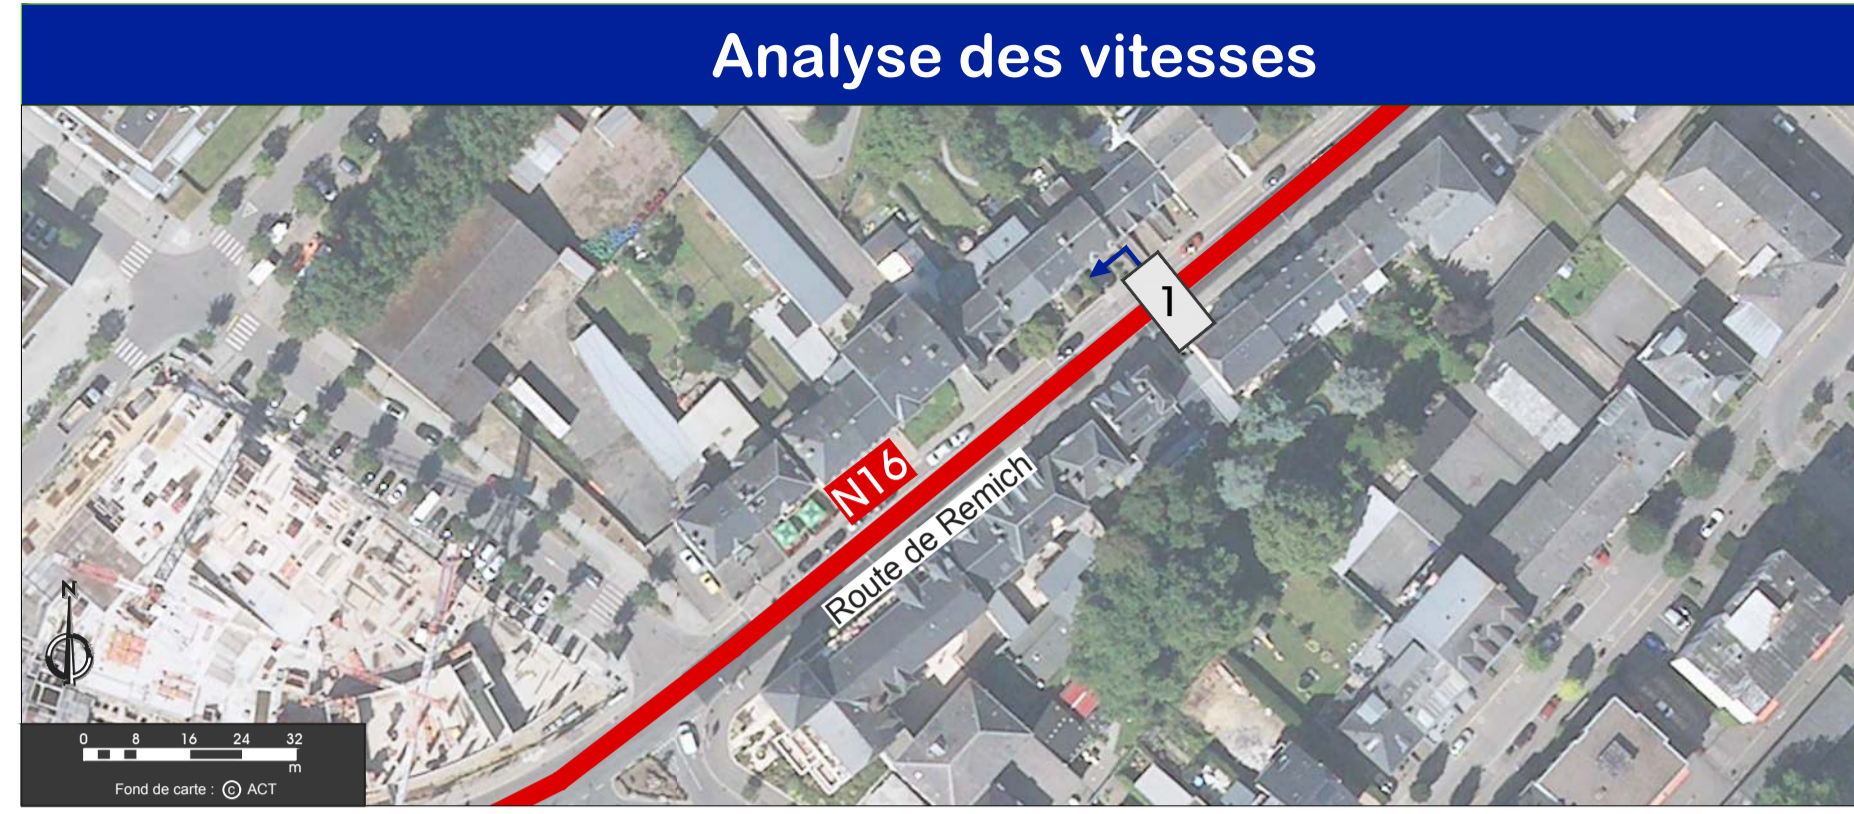 Analyse des vitesses
1
N16
Route de Remich
N
0 8 16 24 32
m
Fond de carte : © ACT